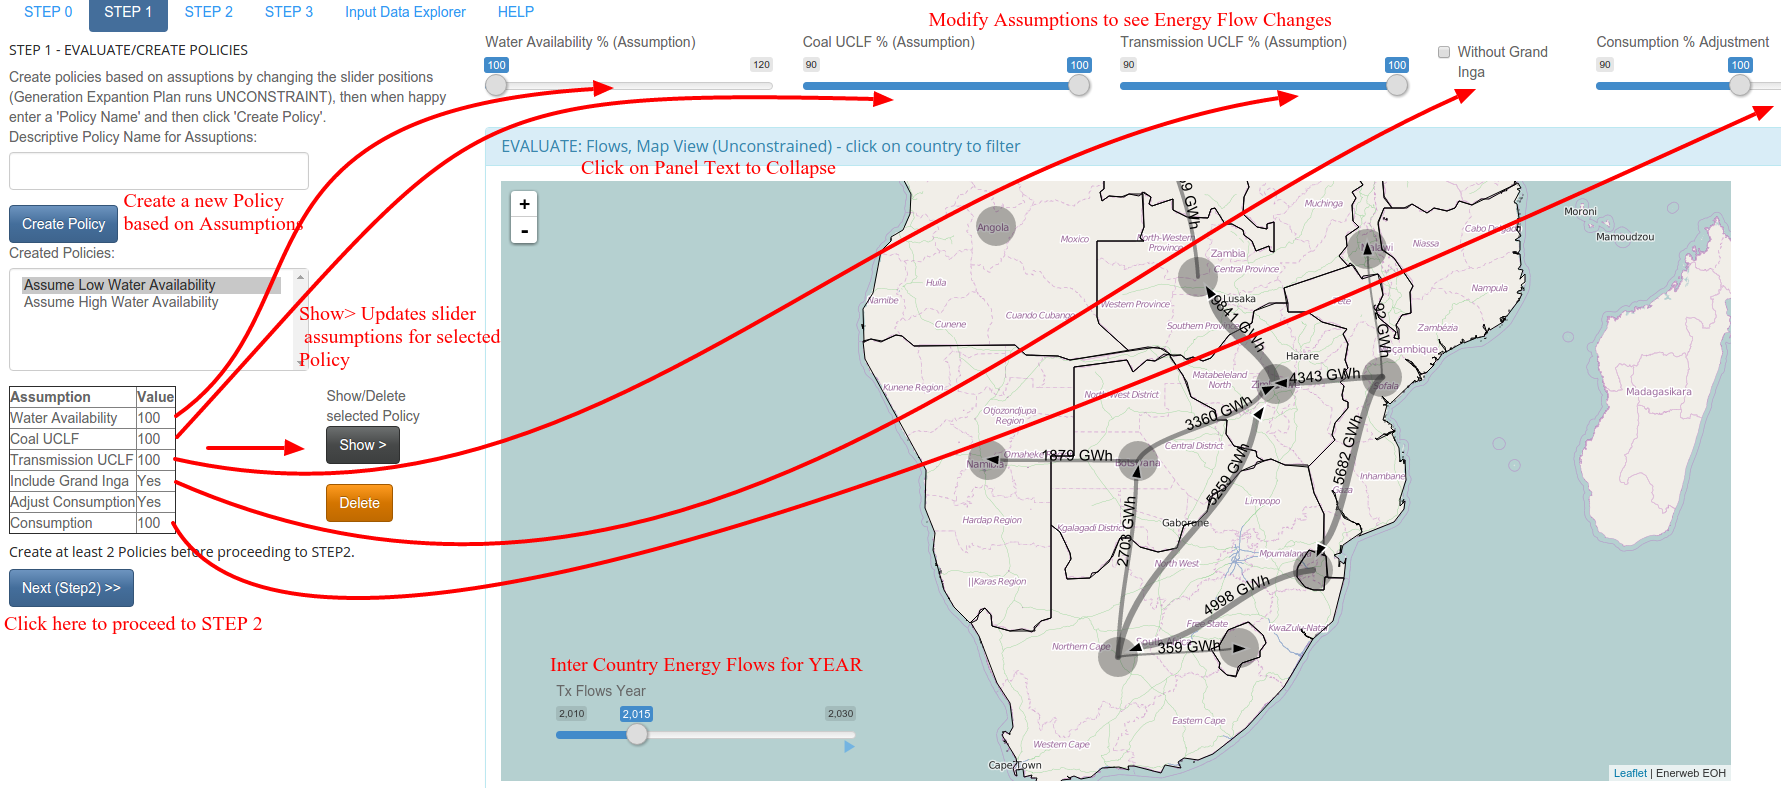 STEP 0 STEP 1 STEP 2 STEP 3 Input Data Explorer HELP
STEP 1 - EVALUATE/CREATE POLICIES
Create policies based on assuptions by changing the slider positions
(Generation Expantion Plan runs UNCONSTRAINT), then when happy
enter a 'Policy Name' and then click 'Create Policy'.
Descriptive Policy Name for Assuptions:
Create Policy
Create a new Policy
based on Assumptions
Created Policies:
Assume Low Water Availability
Assume High Water Availability
Show> Updates slider
assumptions for selected
Policy
Assumption Value
Water Availability 100
Coal UCLF 100
Transmission UCLF 100
Include Grand Inga Yes
Adjust Consumption Yes
Consumption 100
Show/Delete
selected Policy
Show >
Delete
Create at least 2 Policies before proceeding to STEP2.
Next (Step2) >>
Click here to proceed to STEP 2
Modify Assumptions to see Energy Flow Changes
Water Availability % (Assumption)
100 120
Coal UCLF % (Assumption)
90 100
Transmission UCLF % (Assumption)
90 100
Without Grand
Inga
Consumption % Adjustment
90 100
EVALUATE: Flows, Map View (Unconstrained) - click on country to filter
Click on Panel Text to Collapse
+
-
Angola
Moxico
Huila
Namibe
Cunene
Cuando Cubango
North-Western
Province
Zambia
Central Province
Lusaka
Western Province
Southern Province
Muchinga
Malawi
Niassa
Cabo Delgado
Nampula
Tete
Zambézia
Moçambique
Moroni
Mamoudzou
Madagasikara
9841 GWh
92 GWh
Harare
Matabeleland
North
4343 GWh
Sofala
Kunene Region
Otjozondjupa
Region
North-West District
3360 GWh
Central District
Omaheke
1879 GWh
Namibia
Botswana
5259 GWh
5682 GWh
Gaza
Inhambane
Limpopo
Hardap Region
Kgalagadi District
Gaborone
2703 GWh
North West
Mpumalanga
||Karas Region
4998 GWh
Free State
KwaZulu-Natal
Northern Cape
South Africa
359 GWh
Eastern Cape
Western Cape
Cape Town
Inter Country Energy Flows for YEAR
Tx Flows Year
2,010 2,015 2,030
Leaflet | Enerweb EOH